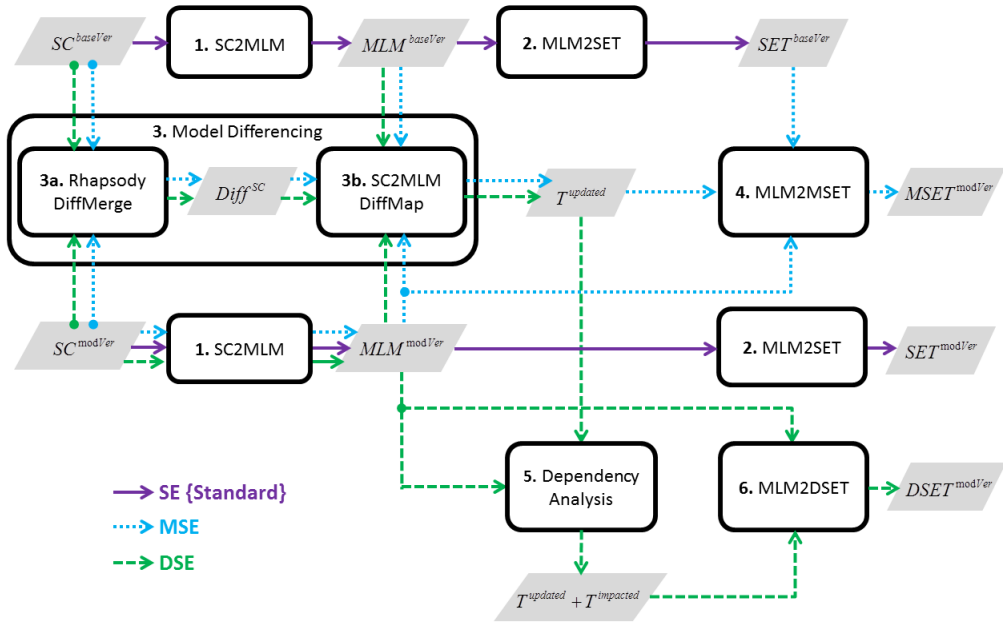 SC^baseVer
1. SC2MLM
MLM^baseVer
2. MLM2SET
SET^baseVer
3. Model Differencing
3a. Rhapsody
DiffMerge
Diff^SC
3b. SC2MLM
DiffMap
T^updated
4. MLM2MSET
MSET^modVer
SC^modVer
1. SC2MLM
MLM^modVer
2. MLM2SET
SET^modVer
5. Dependency
Analysis
6. MLM2DSET
DSET^modVer
SE {Standard}
MSE
DSE
T^updated + T^impacted